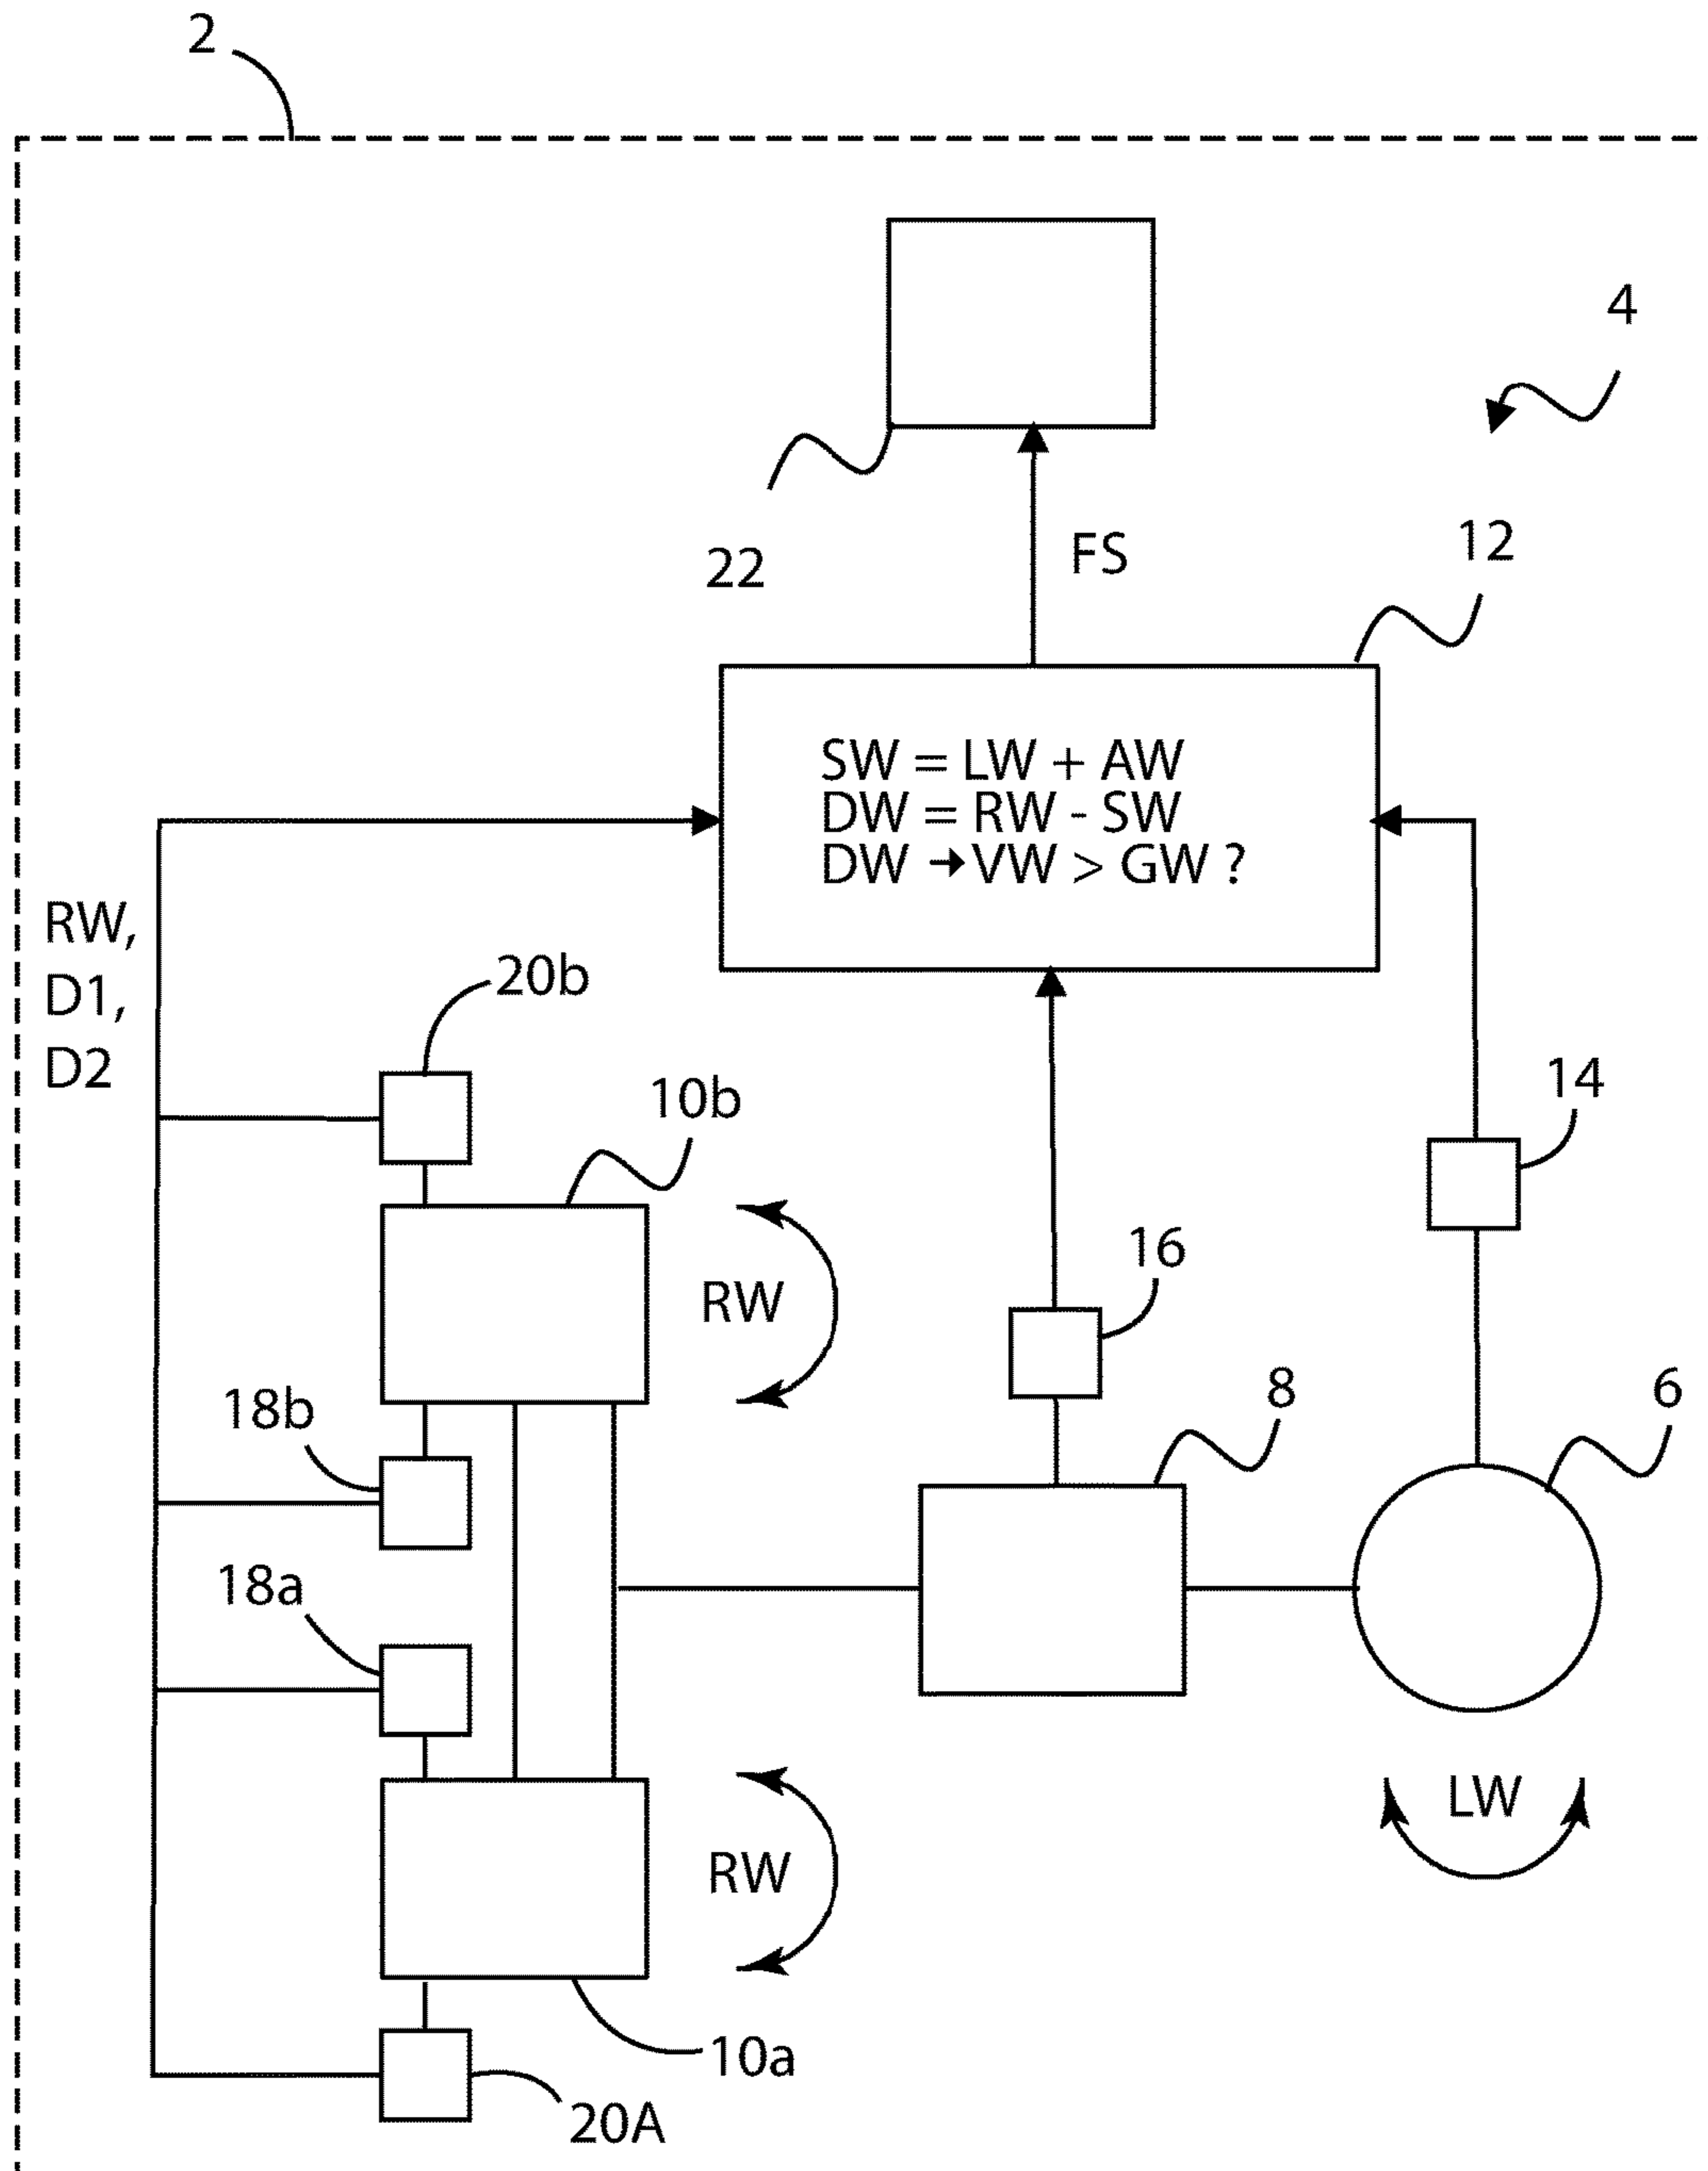 2
4
22
FS
12
SW = LW + AW
DW = RW - SW
DW → VW > GW ?
RW,
D1,
D2
20b
10b
14
RW
16
18b
8
6
18a
LW
RW
10a
20A